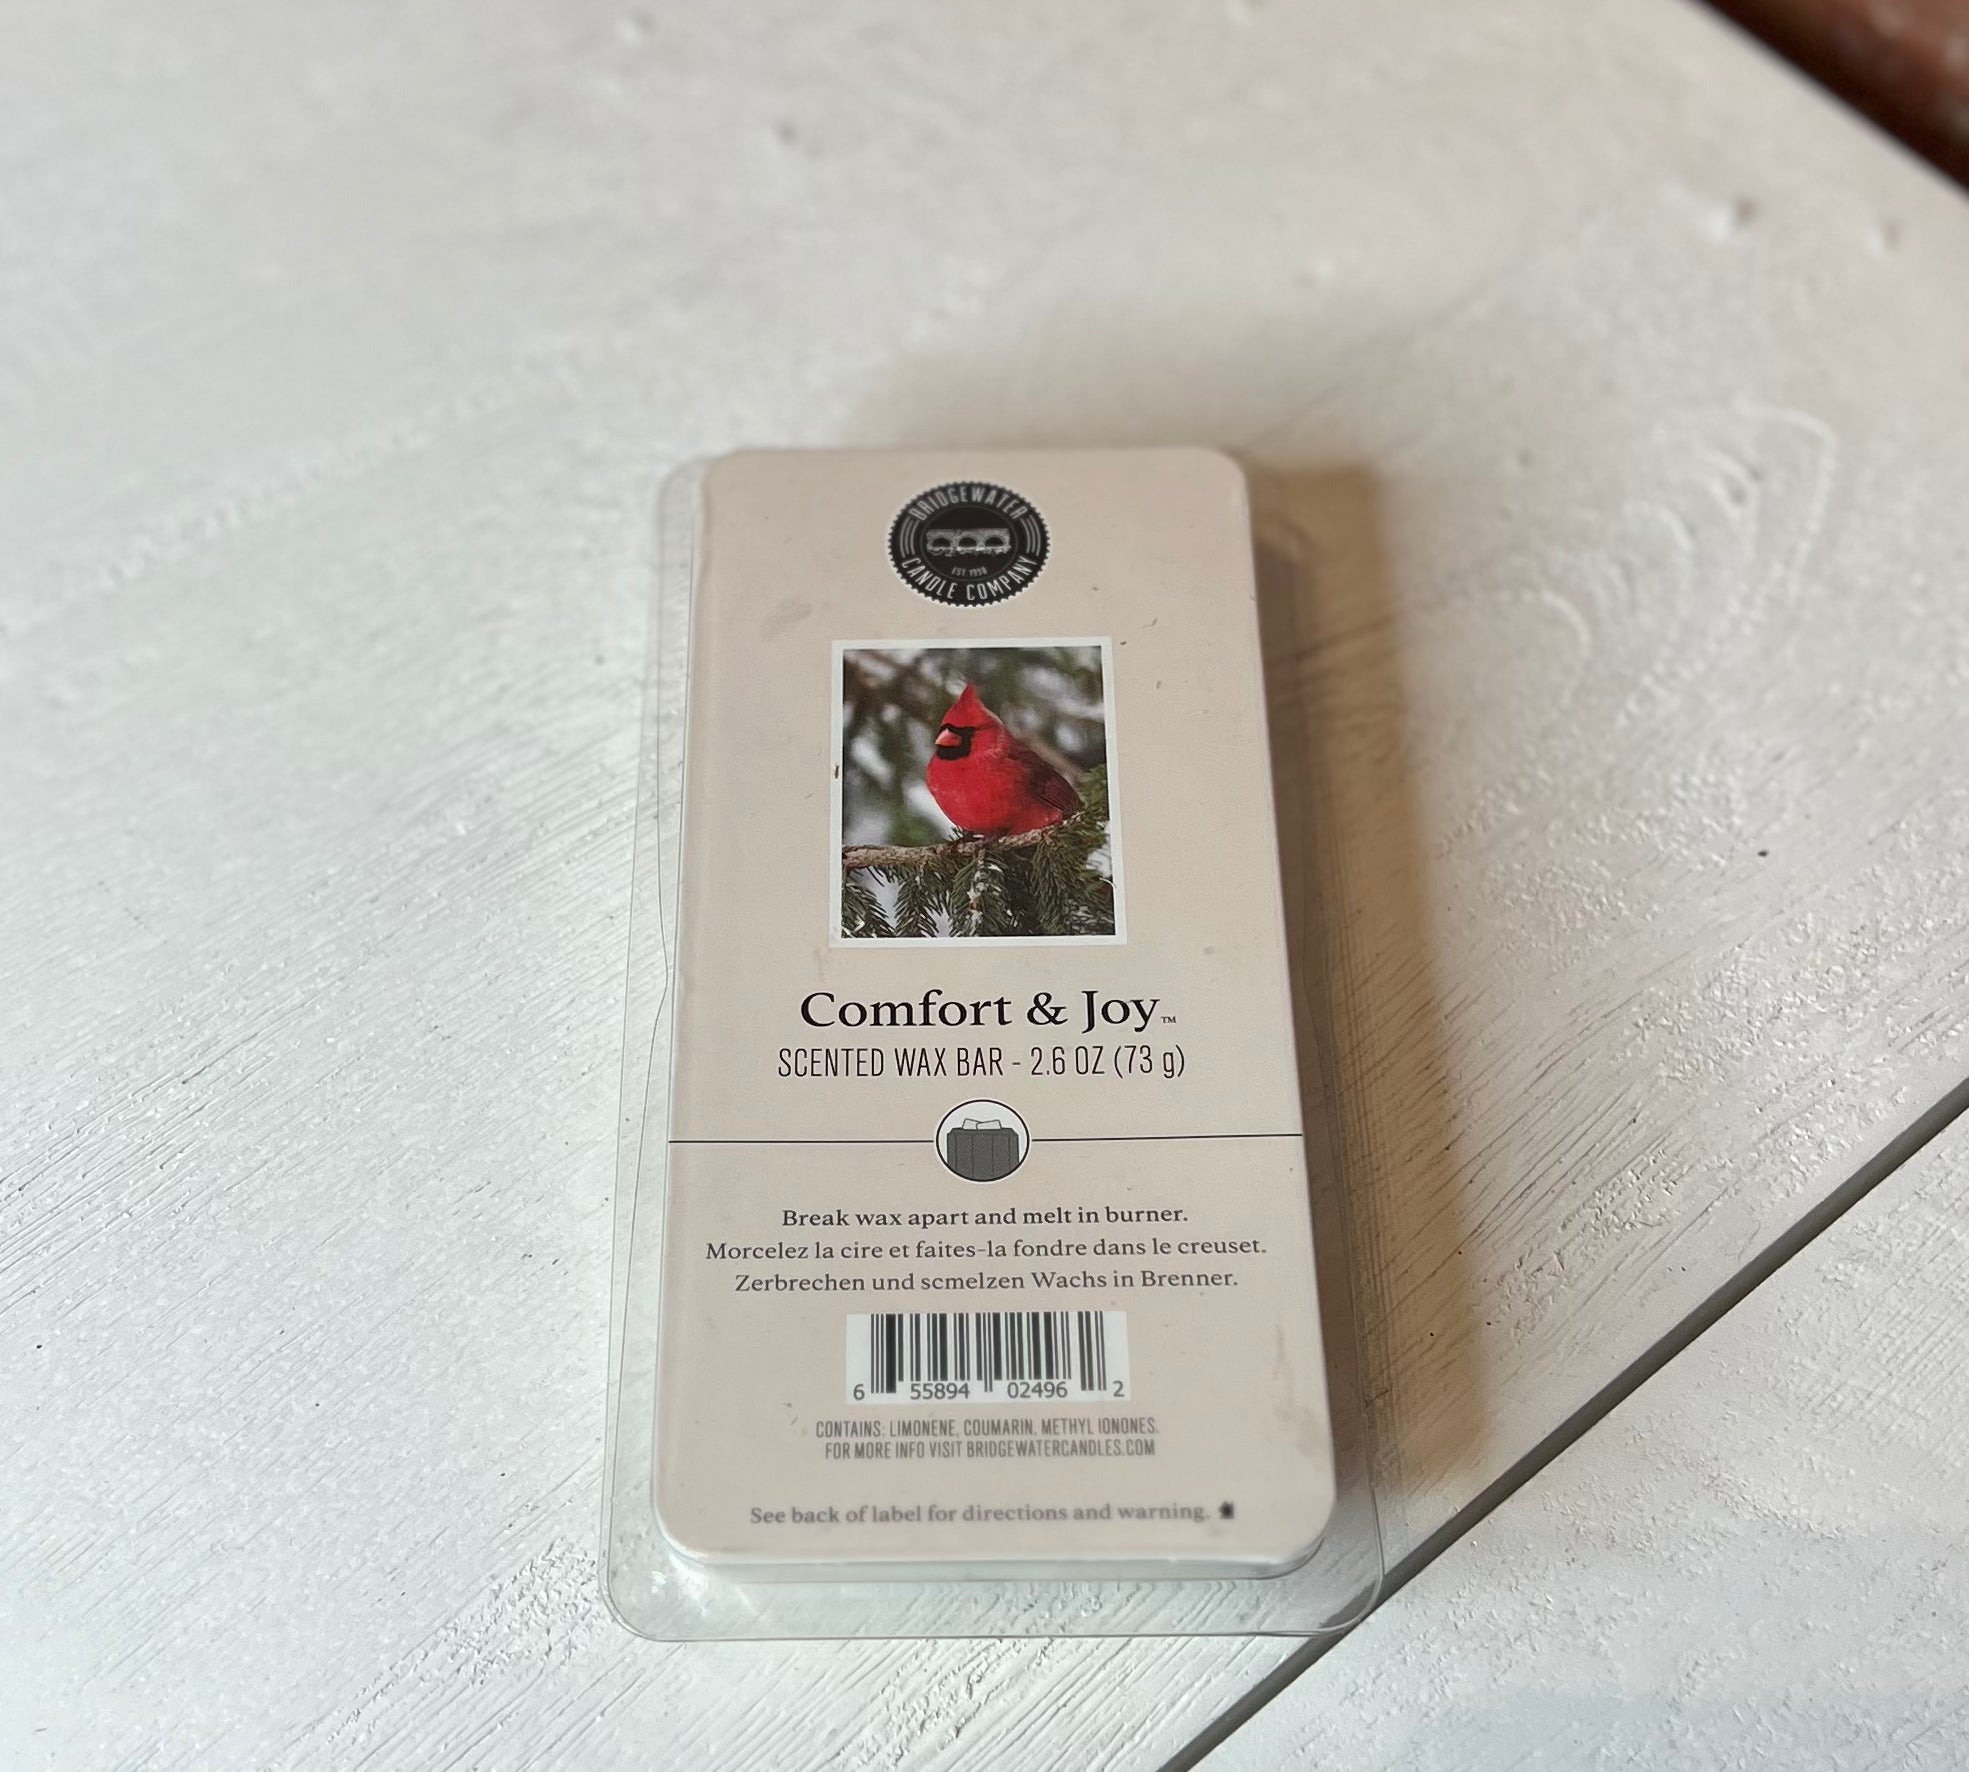 BRIDGEWATER
EST. 1998
CANDLE COMPANY
Comfort & Joy™
SCENTED WAX BAR - 2.6 OZ (73 g)
Break wax apart and melt in burner.
Morcelez la cire et faites-la fondre dans le creuset.
Zerbrechen und scmelzen Wachs in Brenner.
6 55894 02496 2
CONTAINS: LIMONENE, COUMARIN, METHYL IONONES.
FOR MORE INFO VISIT BRIDGEWATERCANDLES.COM
See back of label for directions and warning.